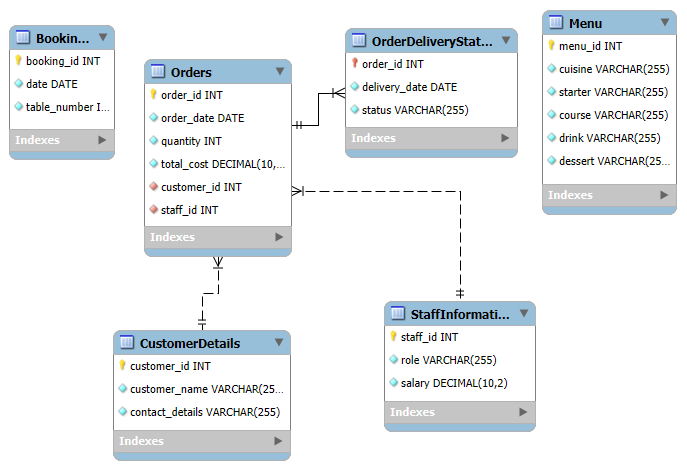 Bookin...
booking_id INT
date DATE
table_number I...
Indexes
Orders
order_id INT
order_date DATE
quantity INT
total_cost DECIMAL(10,...
customer_id INT
staff_id INT
Indexes
OrderDeliveryStat...
order_id INT
delivery_date DATE
status VARCHAR(255)
Indexes
Menu
menu_id INT
cuisine VARCHAR(255)
starter VARCHAR(255)
course VARCHAR(255)
drink VARCHAR(255)
dessert VARCHAR(25...
Indexes
CustomerDetails
customer_id INT
customer_name VARCHAR(25...
contact_details VARCHAR(255)
Indexes
StaffInformati...
staff_id INT
role VARCHAR(255)
salary DECIMAL(10,2)
Indexes